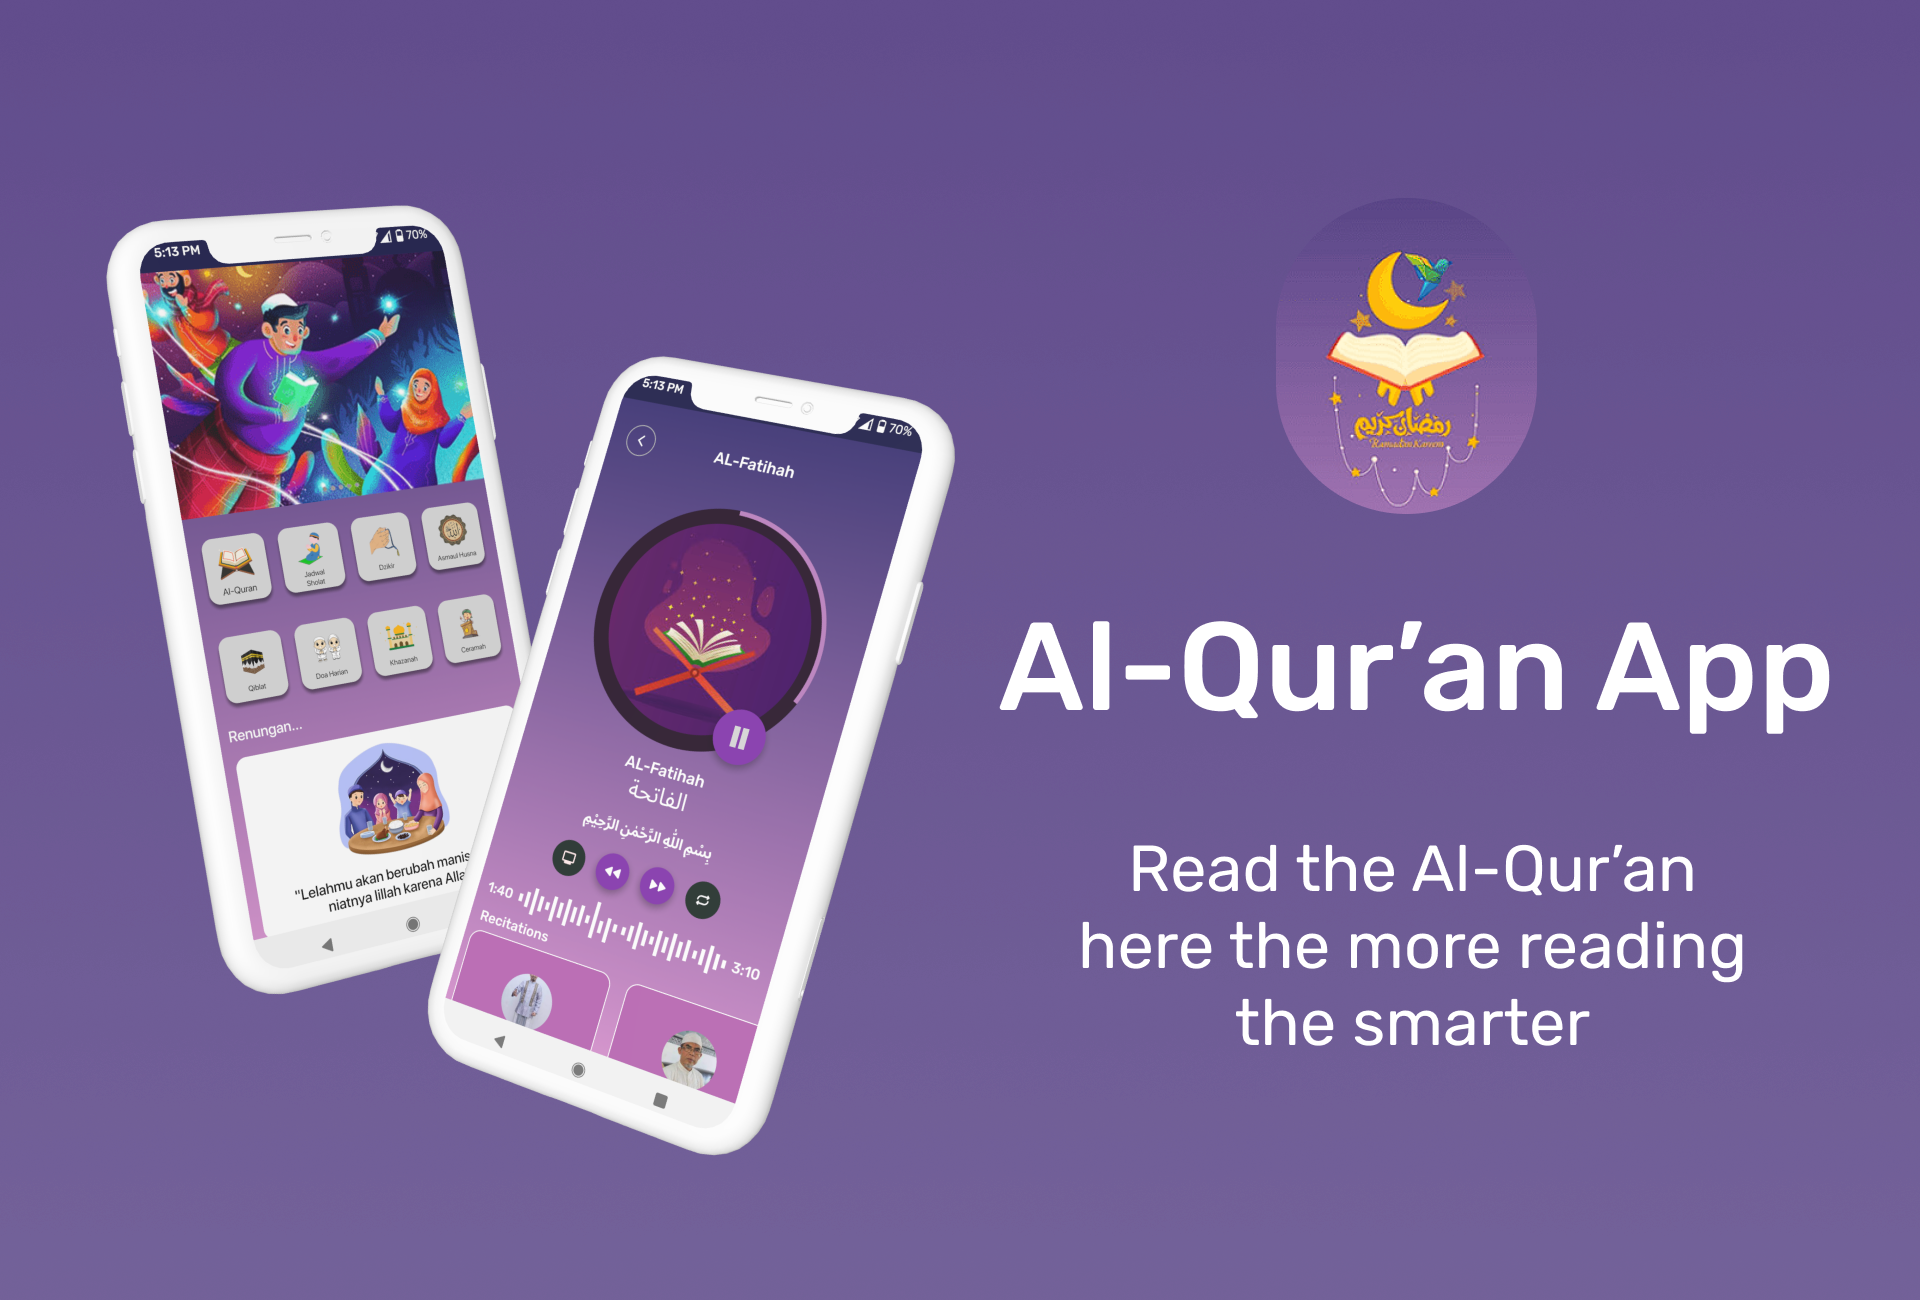 5:13 PM
70%
Al-Quran
Jadwal
Sholat
Dzikir
Asmaul Husna
Qiblat
Doa Harian
Khazanah
Ceramah
Renungan...
"Lelahmu akan berubah manis
niatnya lillah karena Alla
5:13 PM
70%
AL-Fatihah
AL-Fatihah
الفاتحة
بِسْمِ اللّٰهِ الرَّحْمٰنِ الرَّحِيْمِ
1:40
3:10
Recitations
رمضان كريم
Ramadan Kareem
Al-Qur’an App
Read the Al-Qur’an
here the more reading
the smarter